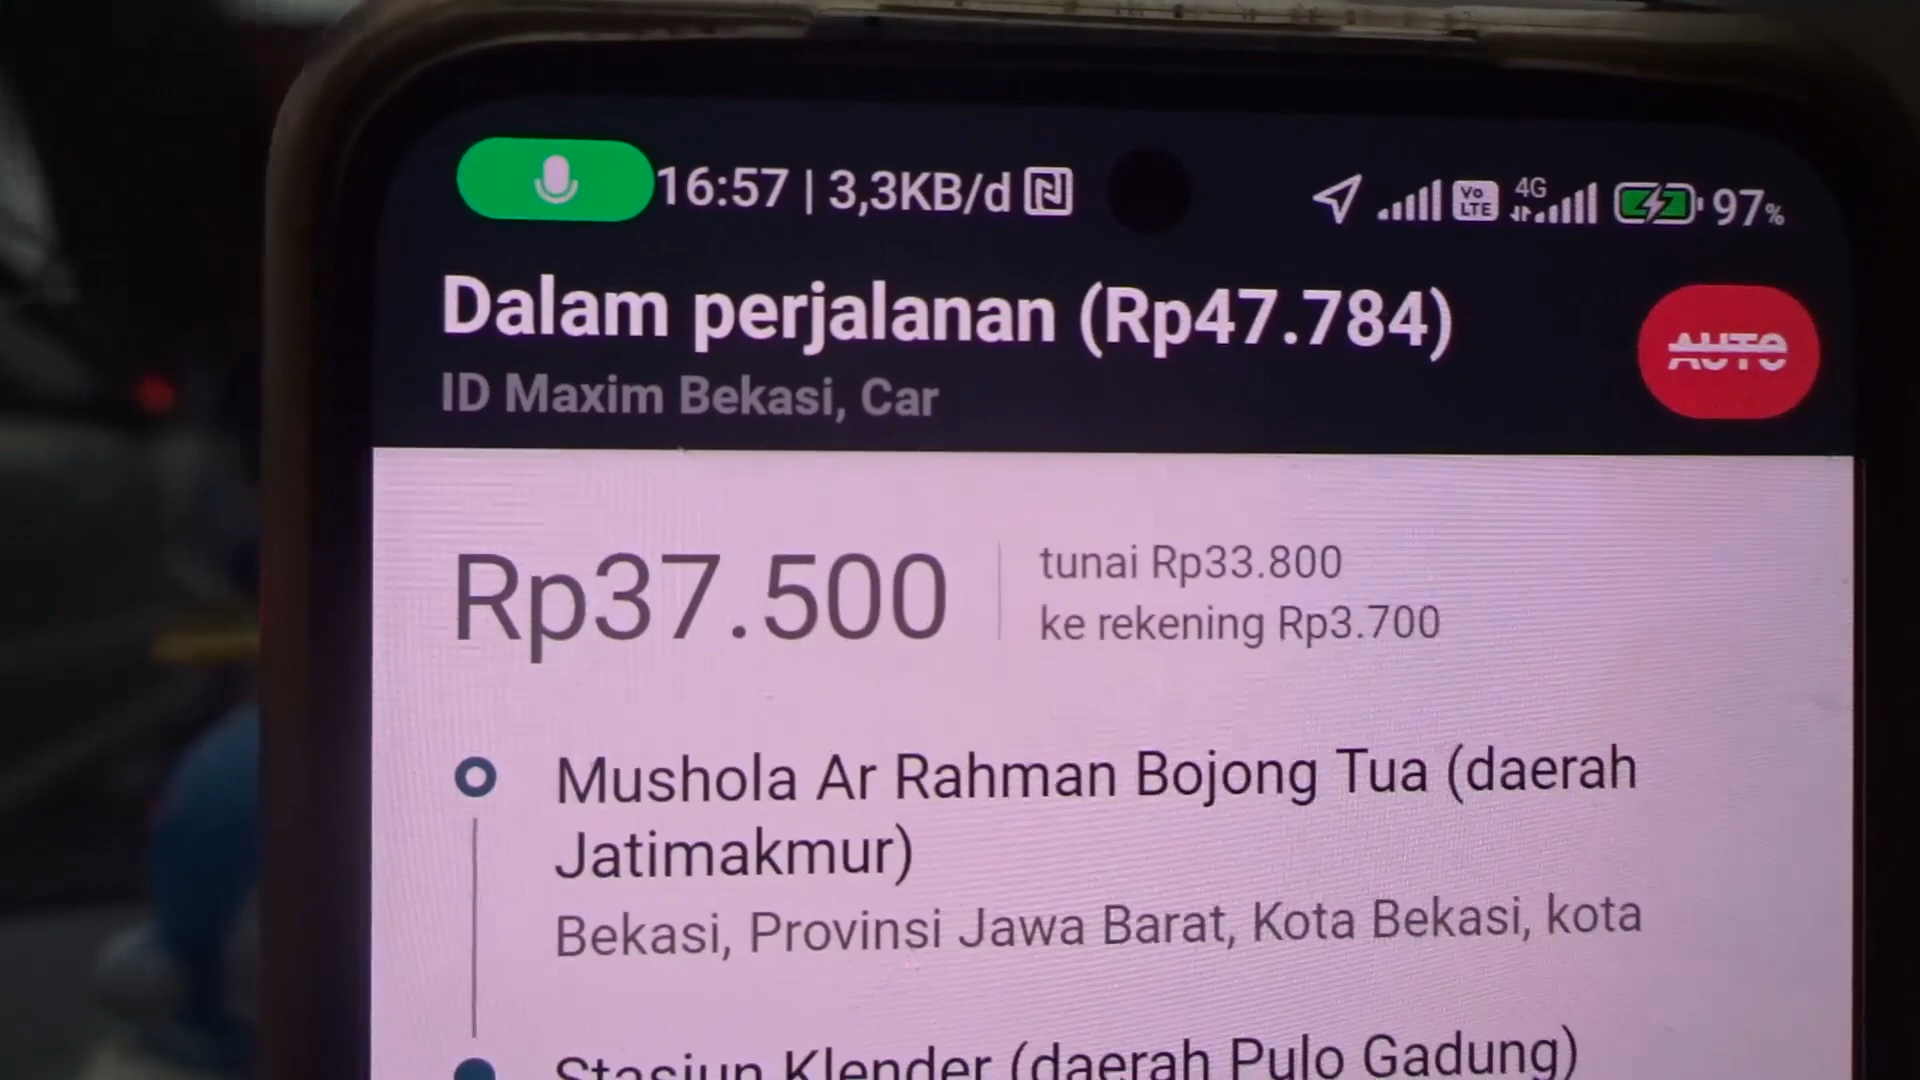 16:57 | 3,3KB/d
Vo LTE 4G 97%
Dalam perjalanan (Rp47.784)
AUTO
ID Maxim Bekasi, Car
Rp37.500
tunai Rp33.800
ke rekening Rp3.700
Mushola Ar Rahman Bojong Tua (daerah
Jatimakmur)
Bekasi, Provinsi Jawa Barat, Kota Bekasi, kota
Stasiun Klender (daerah Pulo Gadung)